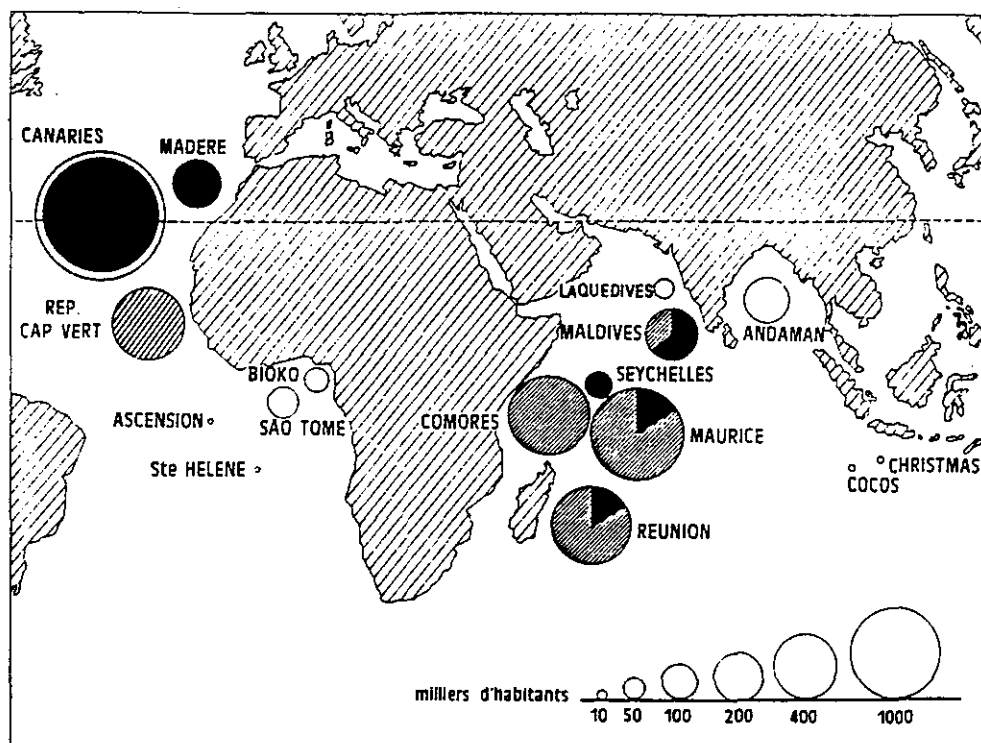 CANARIES
MADERE
REP.
CAP VERT
LAQUEDIVES
MALDIVES
ANDAMAN
BIOKO
SAO TOME
SEYCHELLES
COMORES
MAURICE
ASCENSION
Ste HELENE
CHRISTMAS
COCOS
REUNION
milliers d'habitants
10 50 100 200 400 1000